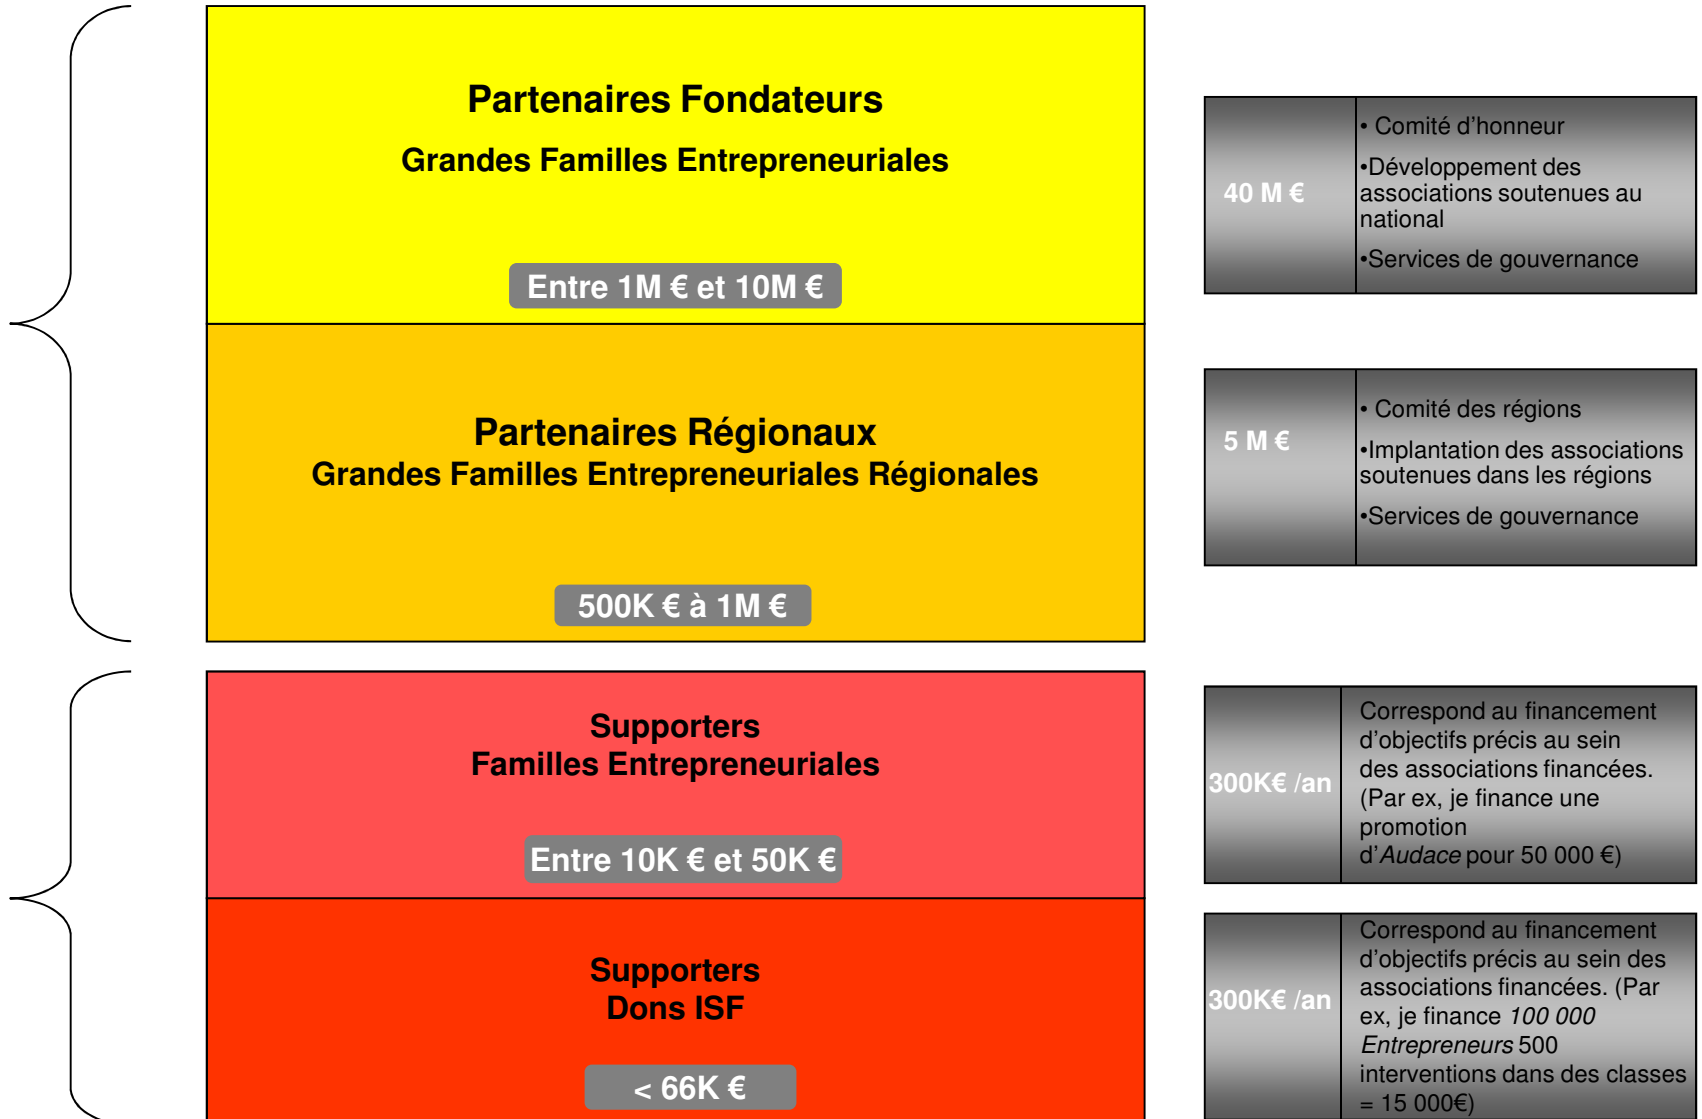 Partenaires Fondateurs
Grandes Familles Entrepreneuriales
Entre 1M € et 10M €
40 M €
• Comité d'honneur
•Développement des
associations soutenues au
national
•Services de gouvernance
Partenaires Régionaux
Grandes Familles Entrepreneuriales Régionales
500K € à 1M €
5 M €
• Comité des régions
•Implantation des associations
soutenues dans les régions
•Services de gouvernance
Supporters
Familles Entrepreneuriales
Entre 10K € et 50K €
300K€ /an
Correspond au financement
d'objectifs précis au sein
des associations financées.
(Par ex, je finance une
promotion
d'Audace pour 50 000 €)
Supporters
Dons ISF
< 66K €
300K€ /an
Correspond au financement
d'objectifs précis au sein des
associations financées. (Par
ex, je finance 100 000
Entrepreneurs 500
interventions dans des classes
= 15 000€)